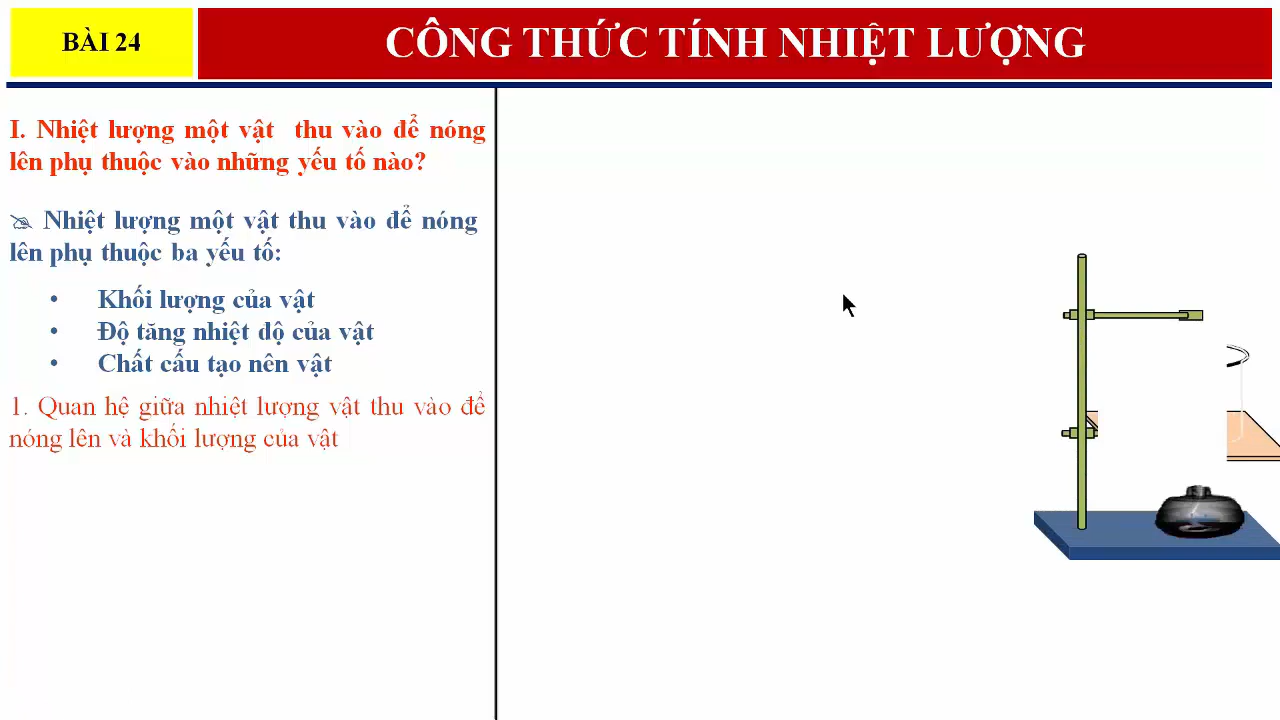 BÀI 24
CÔNG THỨC TÍNH NHIỆT LƯỢNG
I. Nhiệt lượng một vật thu vào để nóng
lên phụ thuộc vào những yếu tố nào?
Nhiệt lượng một vật thu vào để nóng
lên phụ thuộc ba yếu tố:
• Khối lượng của vật
• Độ tăng nhiệt độ của vật
• Chất cấu tạo nên vật
1. Quan hệ giữa nhiệt lượng vật thu vào để
nóng lên và khối lượng của vật